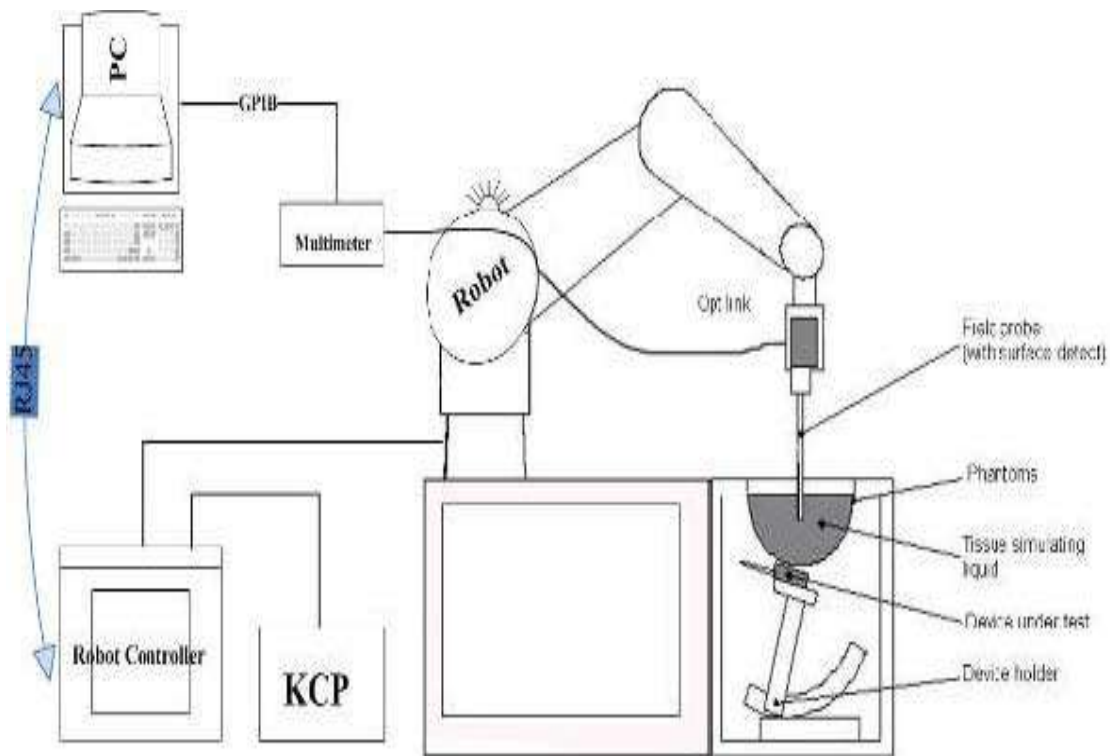 PC
GPIB
Multimeter
Robot
Opt link
Field probe
(with surface detect)
RJ45
Phantoms
Tissue simulating
liquid
Device under test
Device holder
Robot Controller
KCP